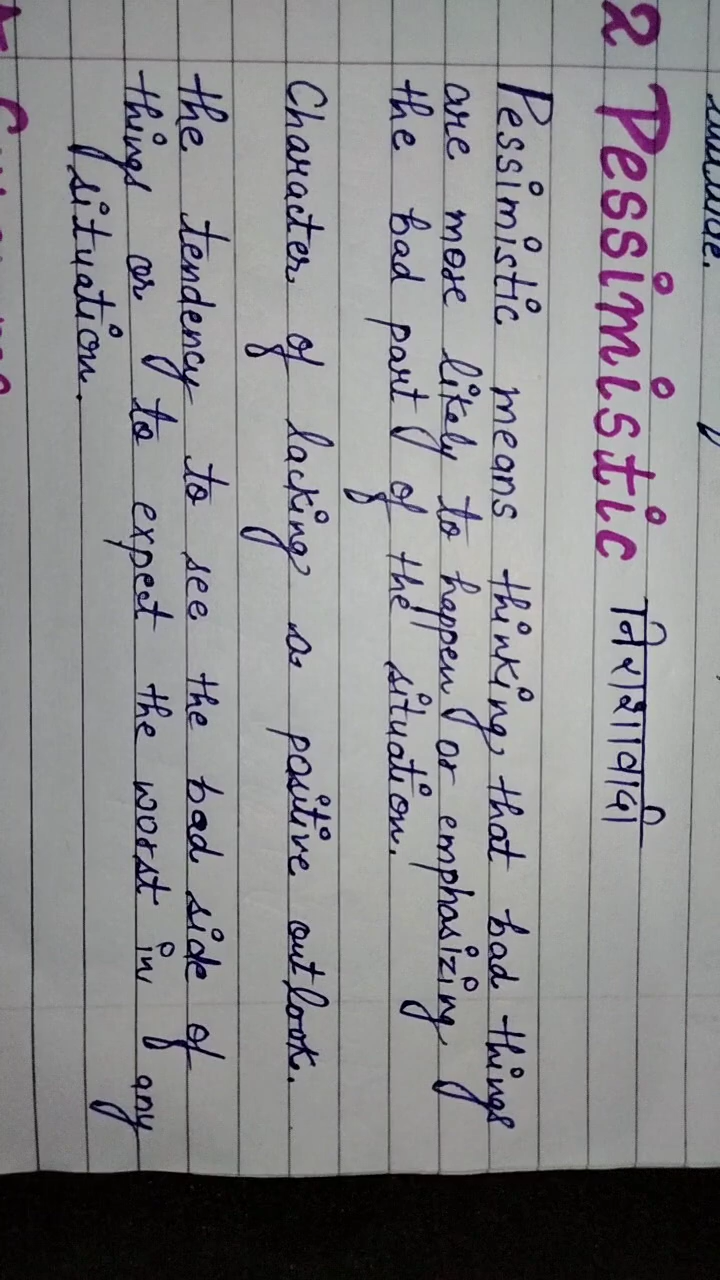 2 Pessimistic निराशावादी
Pessimistic means thinking that bad things
are more likely to happen or emphasizing
the bad part of the situation.
Character of lacking a positive outlook.
the tendency to see the bad side of
things or to expect the worst in any
situation.